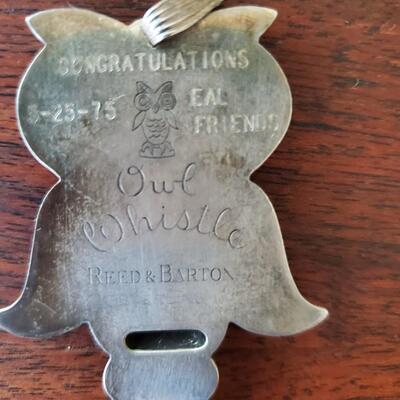 CONGRATULATIONS
5-25-75 EAL
FRIENDS
Owl
Whistle
REED & BARTON